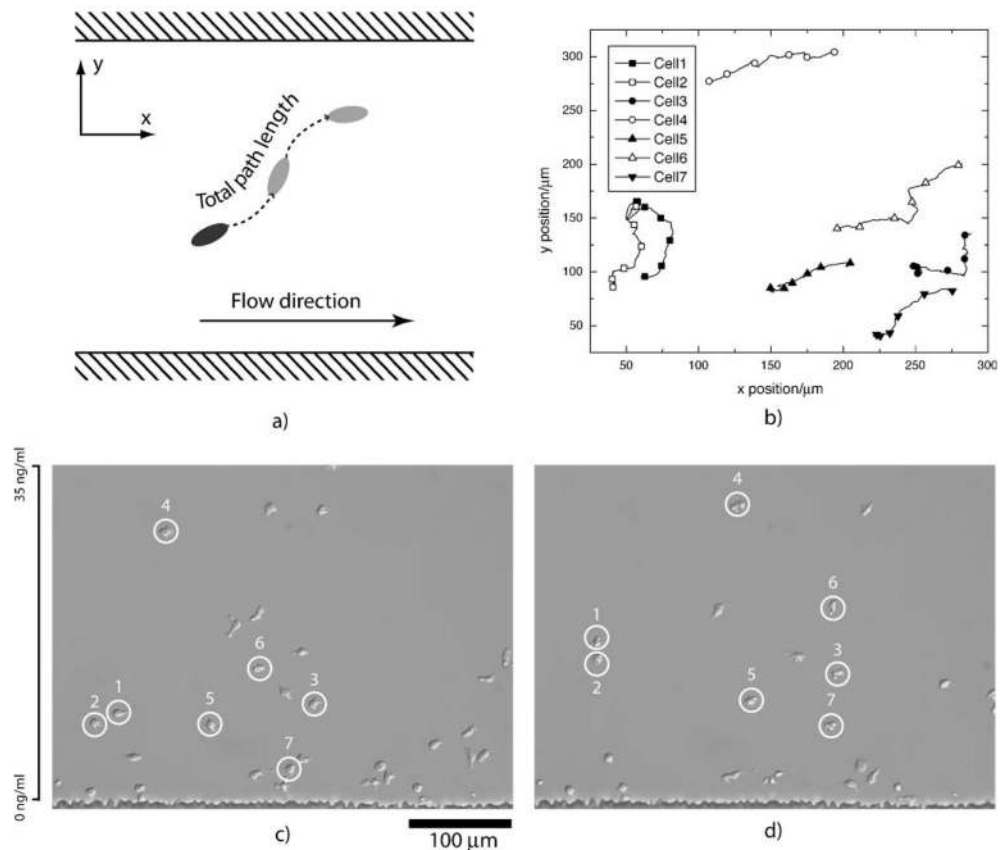 y
x
Total path length
Flow direction
a)
300
250
200
150
100
50
y position/μm
Cell1
Cell2
Cell3
Cell4
Cell5
Cell6
Cell7
50
100
150
200
250
300
x position/μm
b)
35 ng/ml
0 ng/ml
4
6
3
1
2
5
7
100 μm
c)
4
6
1
2
3
5
7
d)